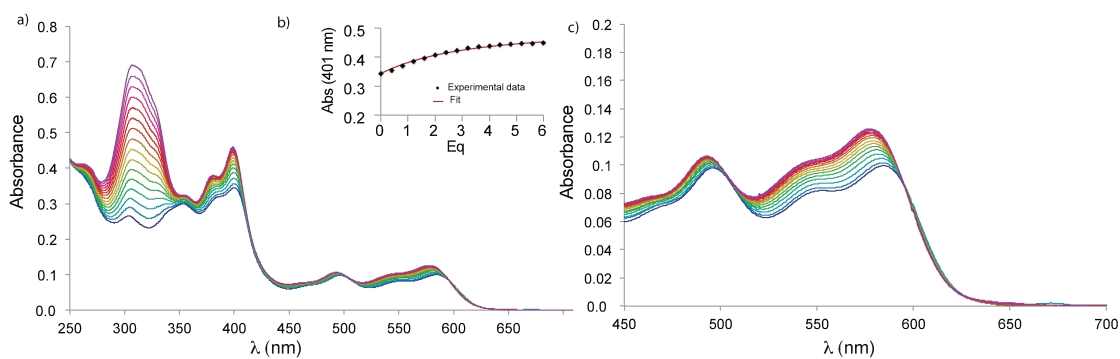 a)
0.8
0.7
0.6
0.5
0.4
0.3
0.2
0.1
0.0
Absorbance
250 300 350 400 450 500 550 600 650
λ (nm)
b)
0.5
0.4
0.3
0.2
Abs (401 nm)
Experimental data
Fit
0 1 2 3 4 5 6
Eq
c)
0.2
0.18
0.16
0.14
0.12
0.1
0.08
0.06
0.04
0.02
0.0
Absorbance
450 500 550 600 650 700
λ (nm)